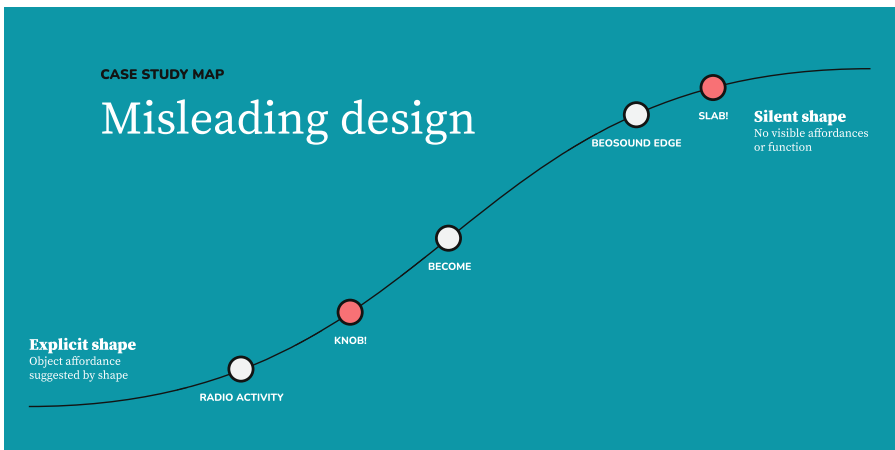 CASE STUDY MAP
Misleading design
SLAB!
Silent shape
No visible affordances
or function
BEOSOUND EDGE
BECOME
KNOB!
Explicit shape
Object affordance
suggested by shape
RADIO ACTIVITY